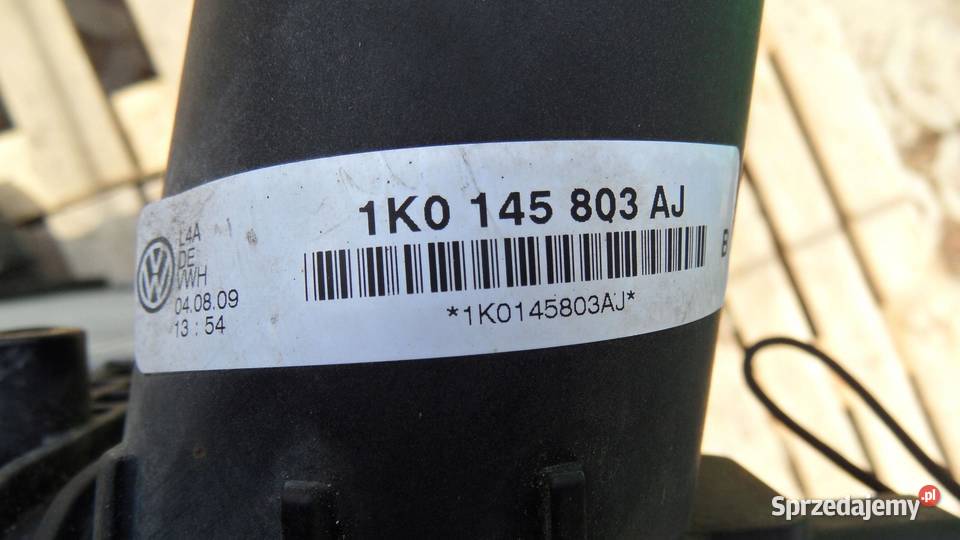 1K0 145 803 AJ
*1K0145803AJ*
L4A
DE
VWH
04.08.09
13 : 54
B
Sprzedajemy.pl